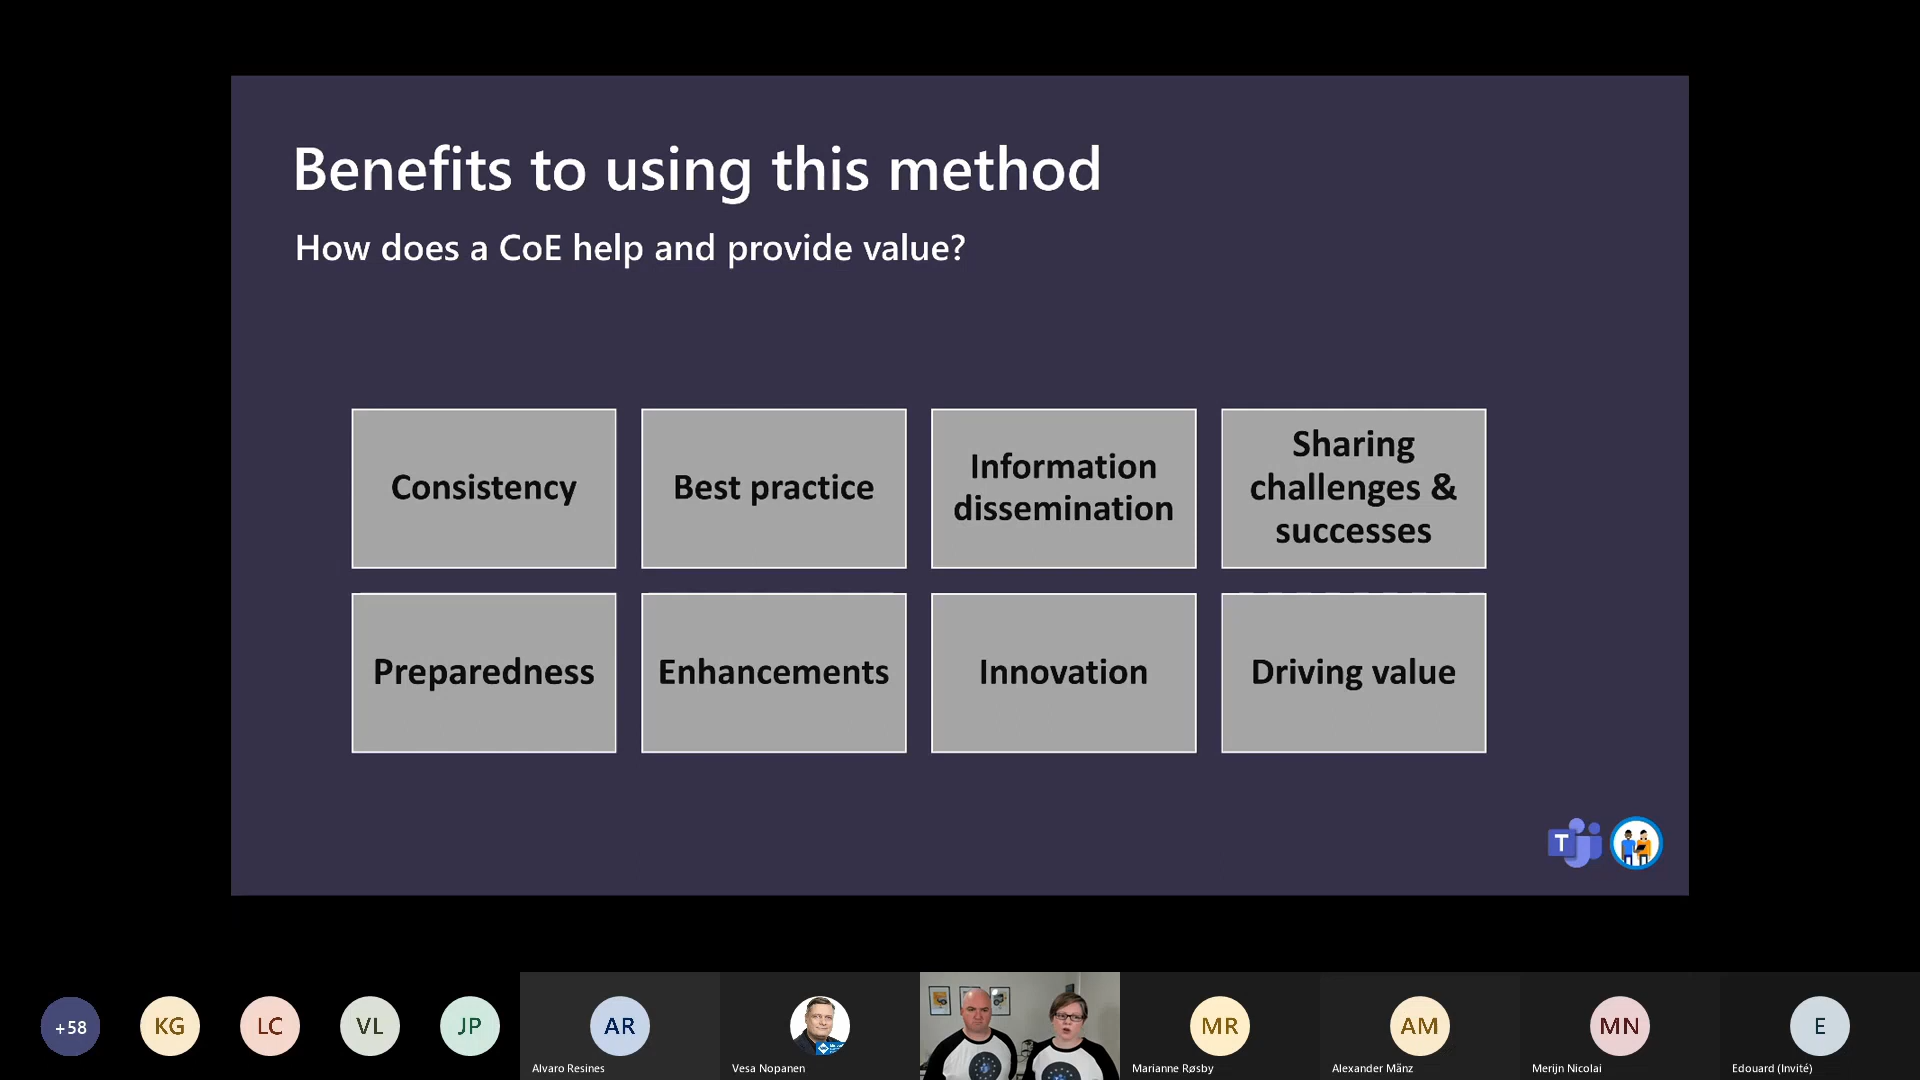 Benefits to using this method
How does a CoE help and provide value?
Consistency
Best practice
Information
dissemination
Sharing
challenges &
successes
Preparedness
Enhancements
Innovation
Driving value
T
+58
KG
LC
VL
JP
AR
Alvaro Resines
Vesa Nopanen
MR
Marianne Røsby
AM
Alexander Mänz
MN
Merijn Nicolai
E
Edouard (Invité)